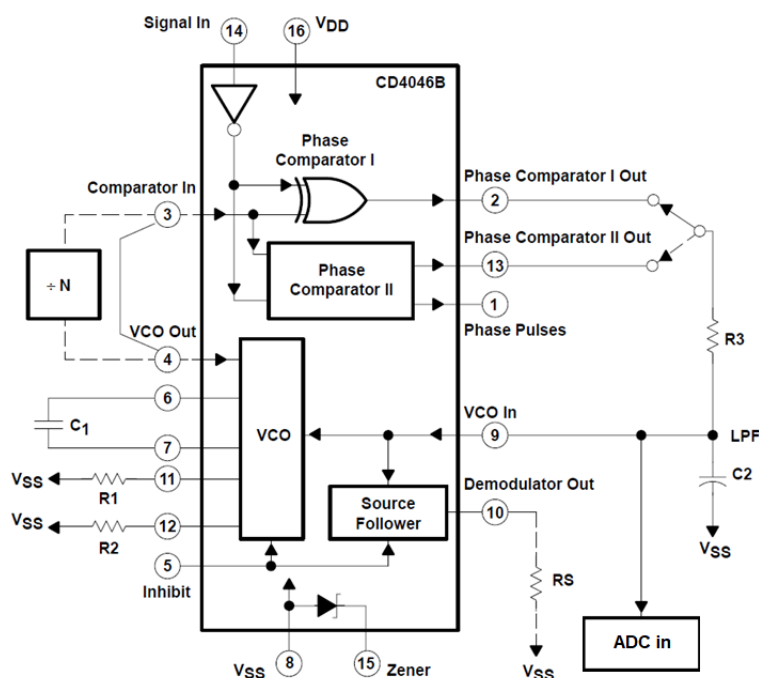 Signal In 14 16 VDD
CD4046B
Phase
Comparator I
Comparator In
3
Phase Comparator I Out
2
Phase Comparator II Out
13
Phase
Comparator II
1
Phase Pulses
÷ N
VCO Out
4
R3
6
C1
7
VCO
VCO In
9
LPF
C2
VSS
VSS
R1
11
VSS
R2
12
Source
Follower
Demodulator Out
10
5
Inhibit
RS
VSS
ADC in
VSS 8 15 Zener